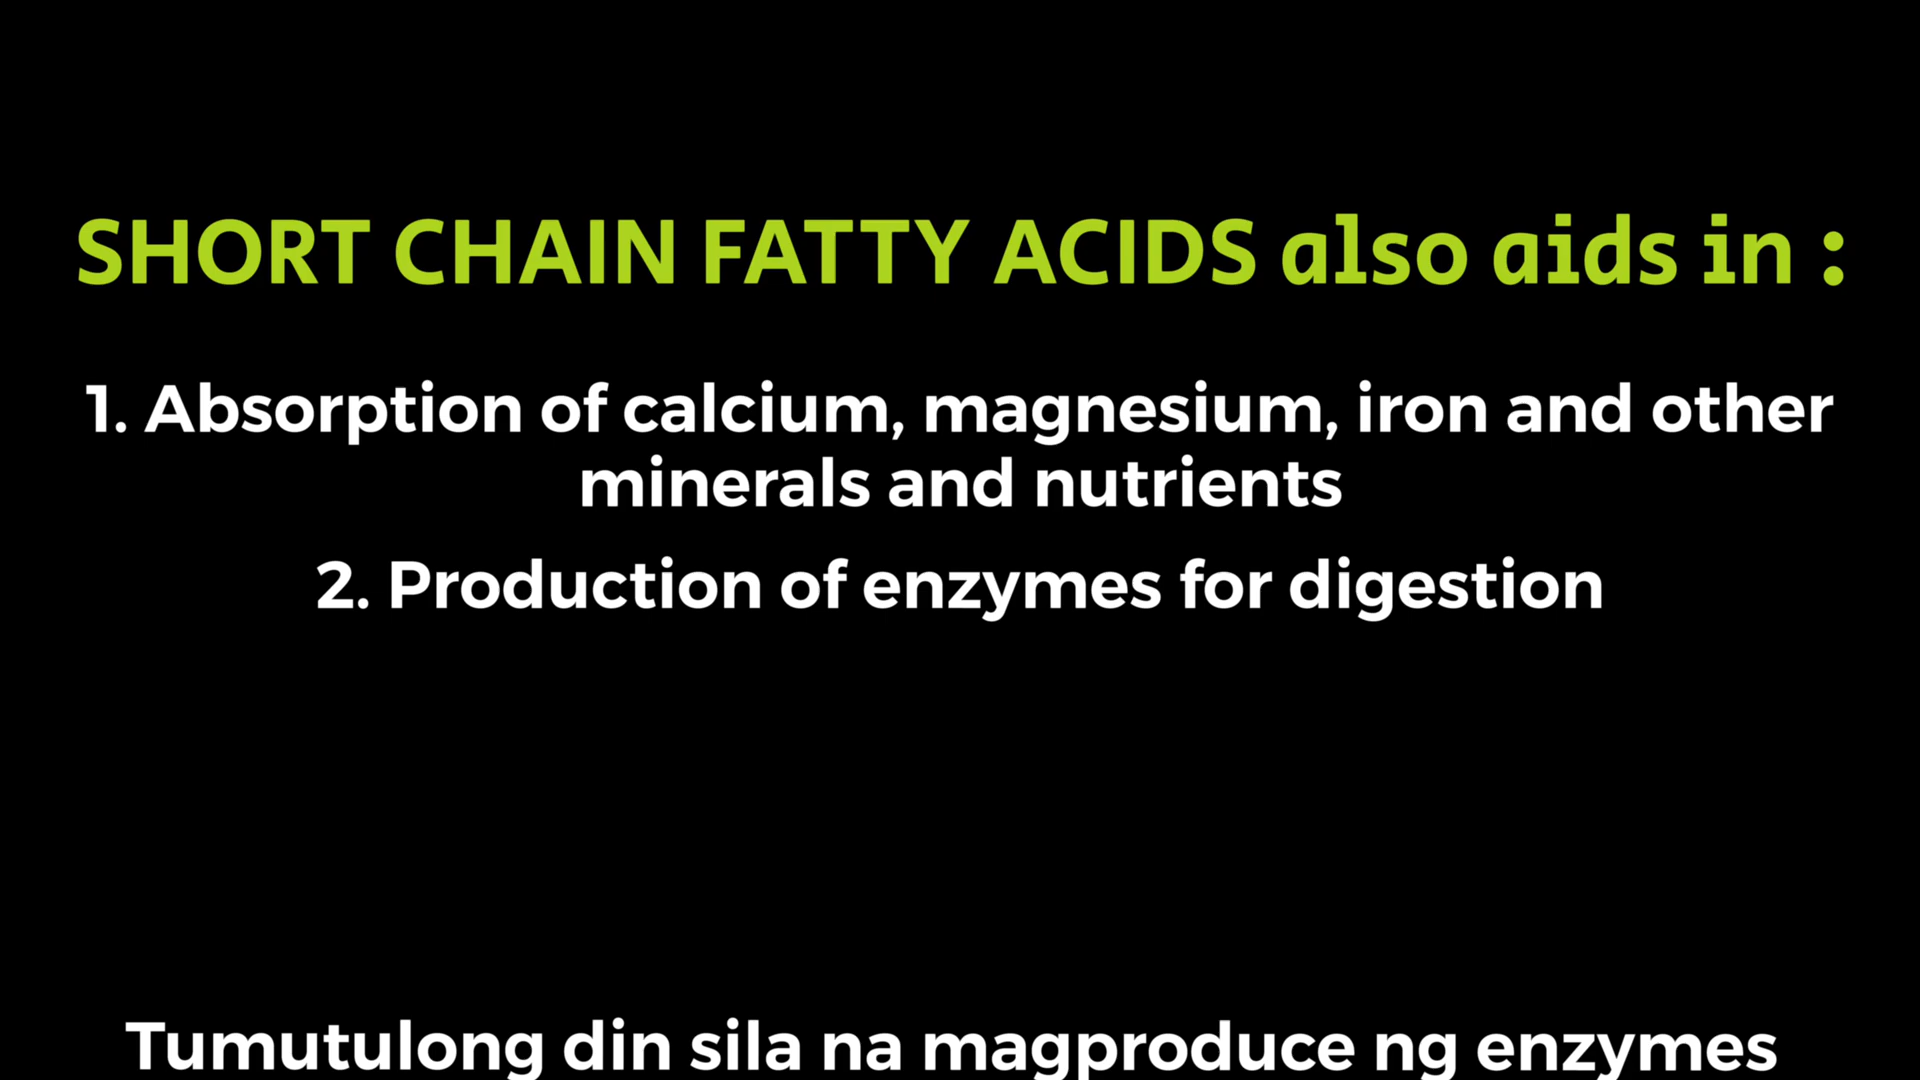 SHORT CHAIN FATTY ACIDS also aids in :
1. Absorption of calcium, magnesium, iron and other
minerals and nutrients
2. Production of enzymes for digestion
Tumutulong din sila na magproduce ng enzymes